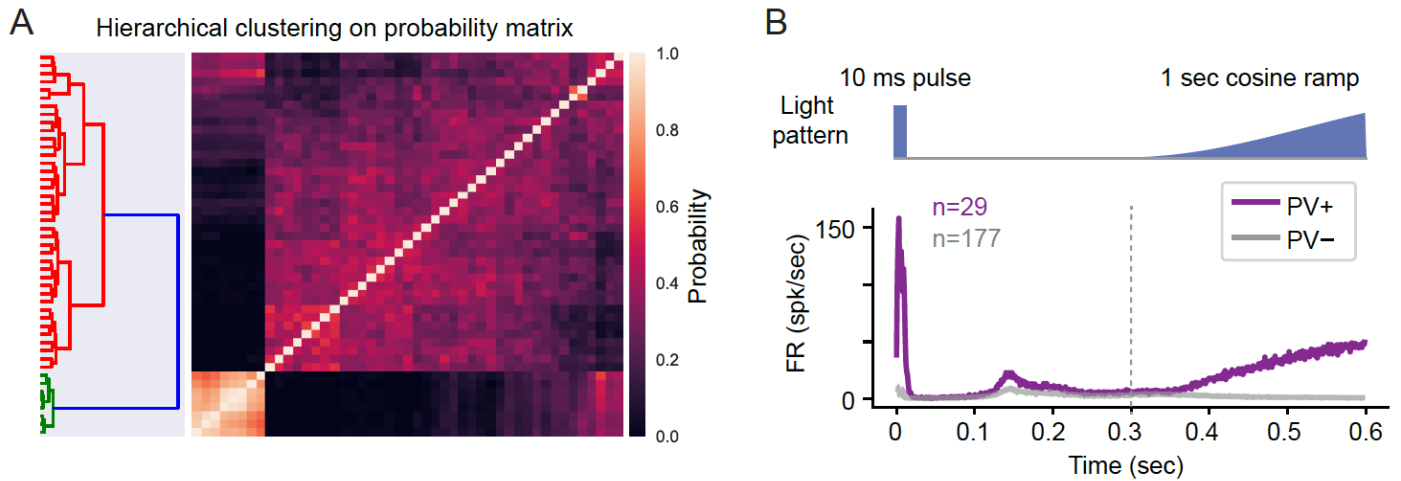 A
Hierarchical clustering on probability matrix
1.0
0.8
0.6
0.4
0.2
0.0
Probability
B
10 ms pulse
1 sec cosine ramp
Light
pattern
n=29
n=177
PV+
PV−
150
0
FR (spk/sec)
0
0.1
0.2
0.3
0.4
0.5
0.6
Time (sec)